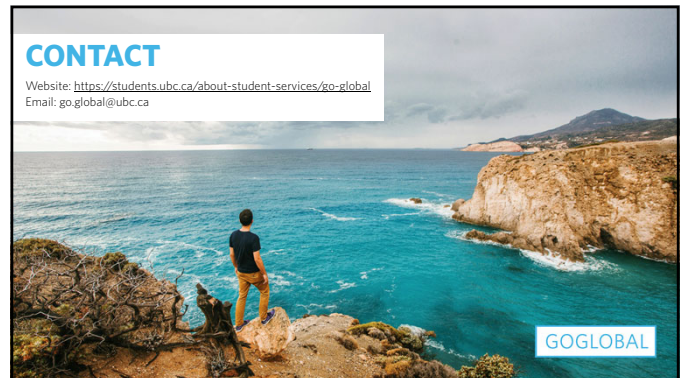 CONTACT
Website: https://students.ubc.ca/about-student-services/go-global
Email: go.global@ubc.ca
GOGLOBAL